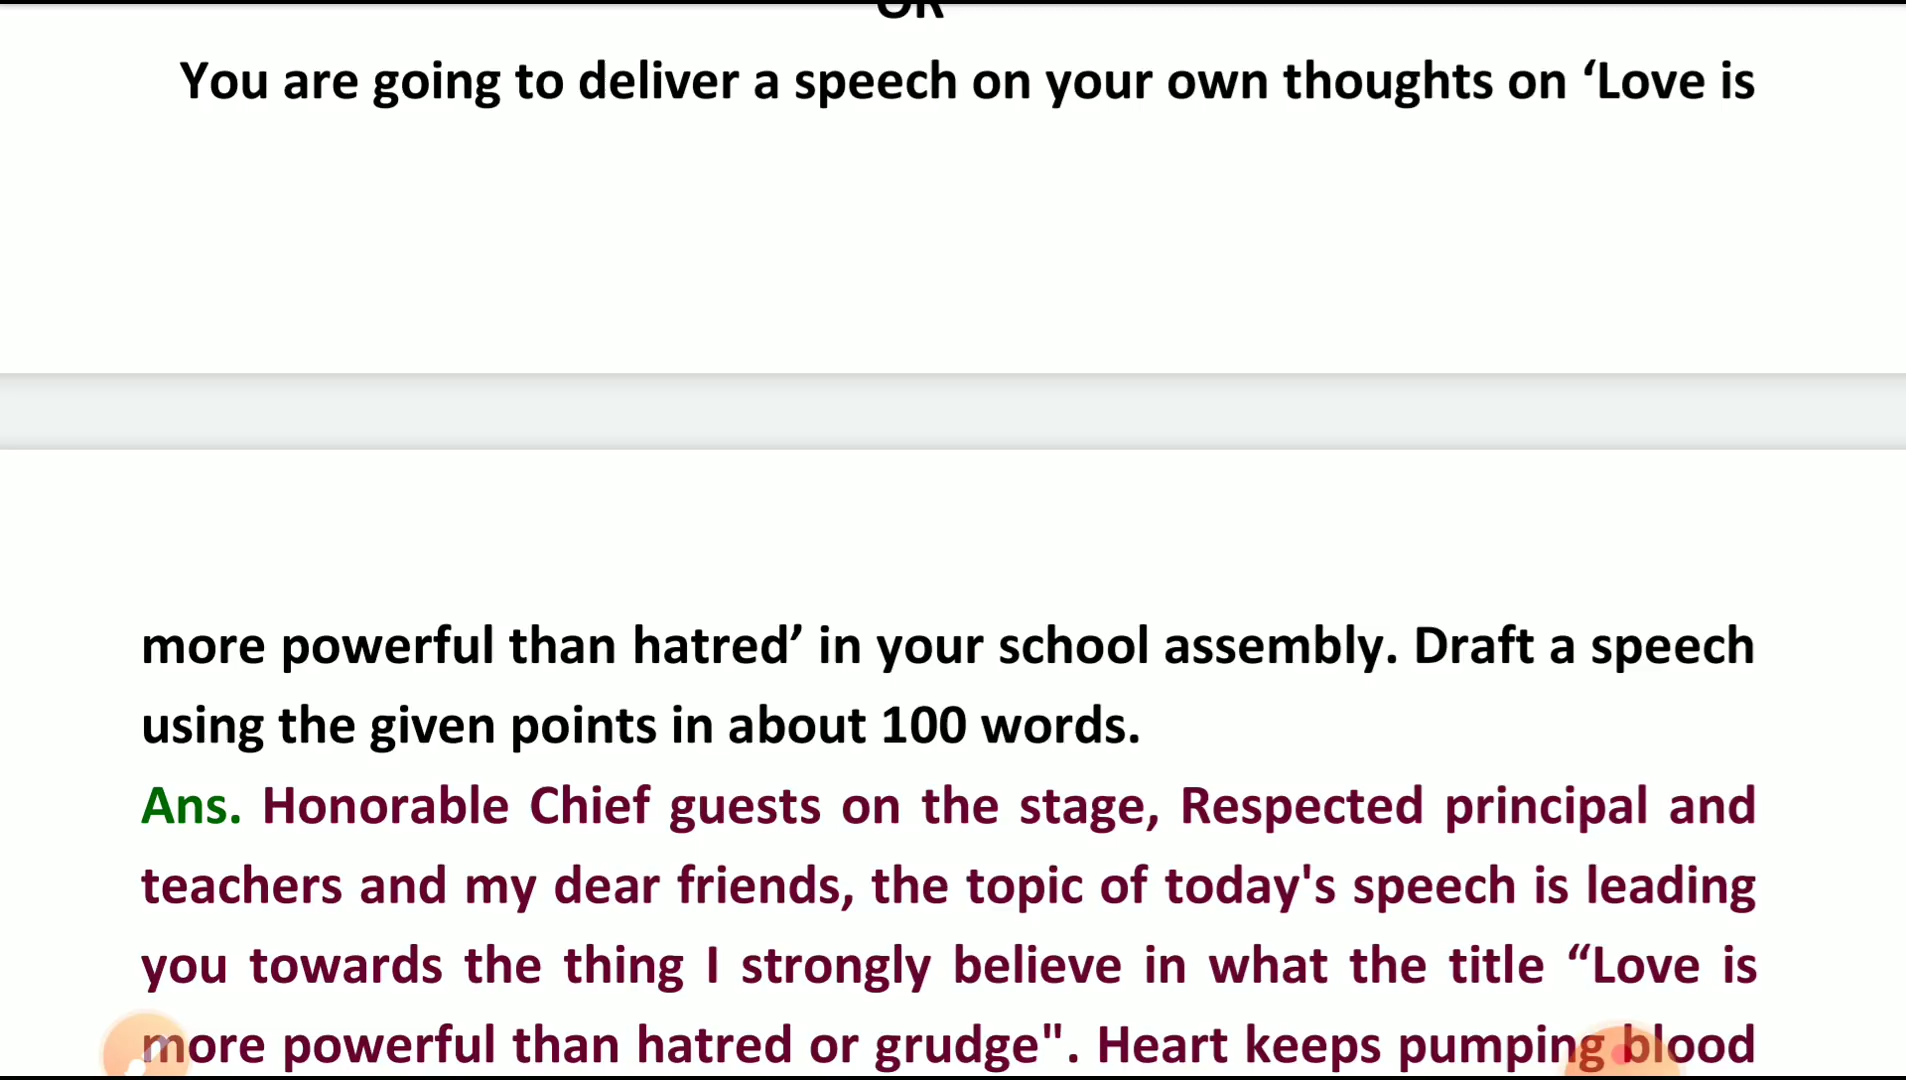 OR
You are going to deliver a speech on your own thoughts on ‘Love is
more powerful than hatred’ in your school assembly. Draft a speech
using the given points in about 100 words.
Ans. Honorable Chief guests on the stage, Respected principal and
teachers and my dear friends, the topic of today's speech is leading
you towards the thing I strongly believe in what the title “Love is
more powerful than hatred or grudge". Heart keeps pumping blood